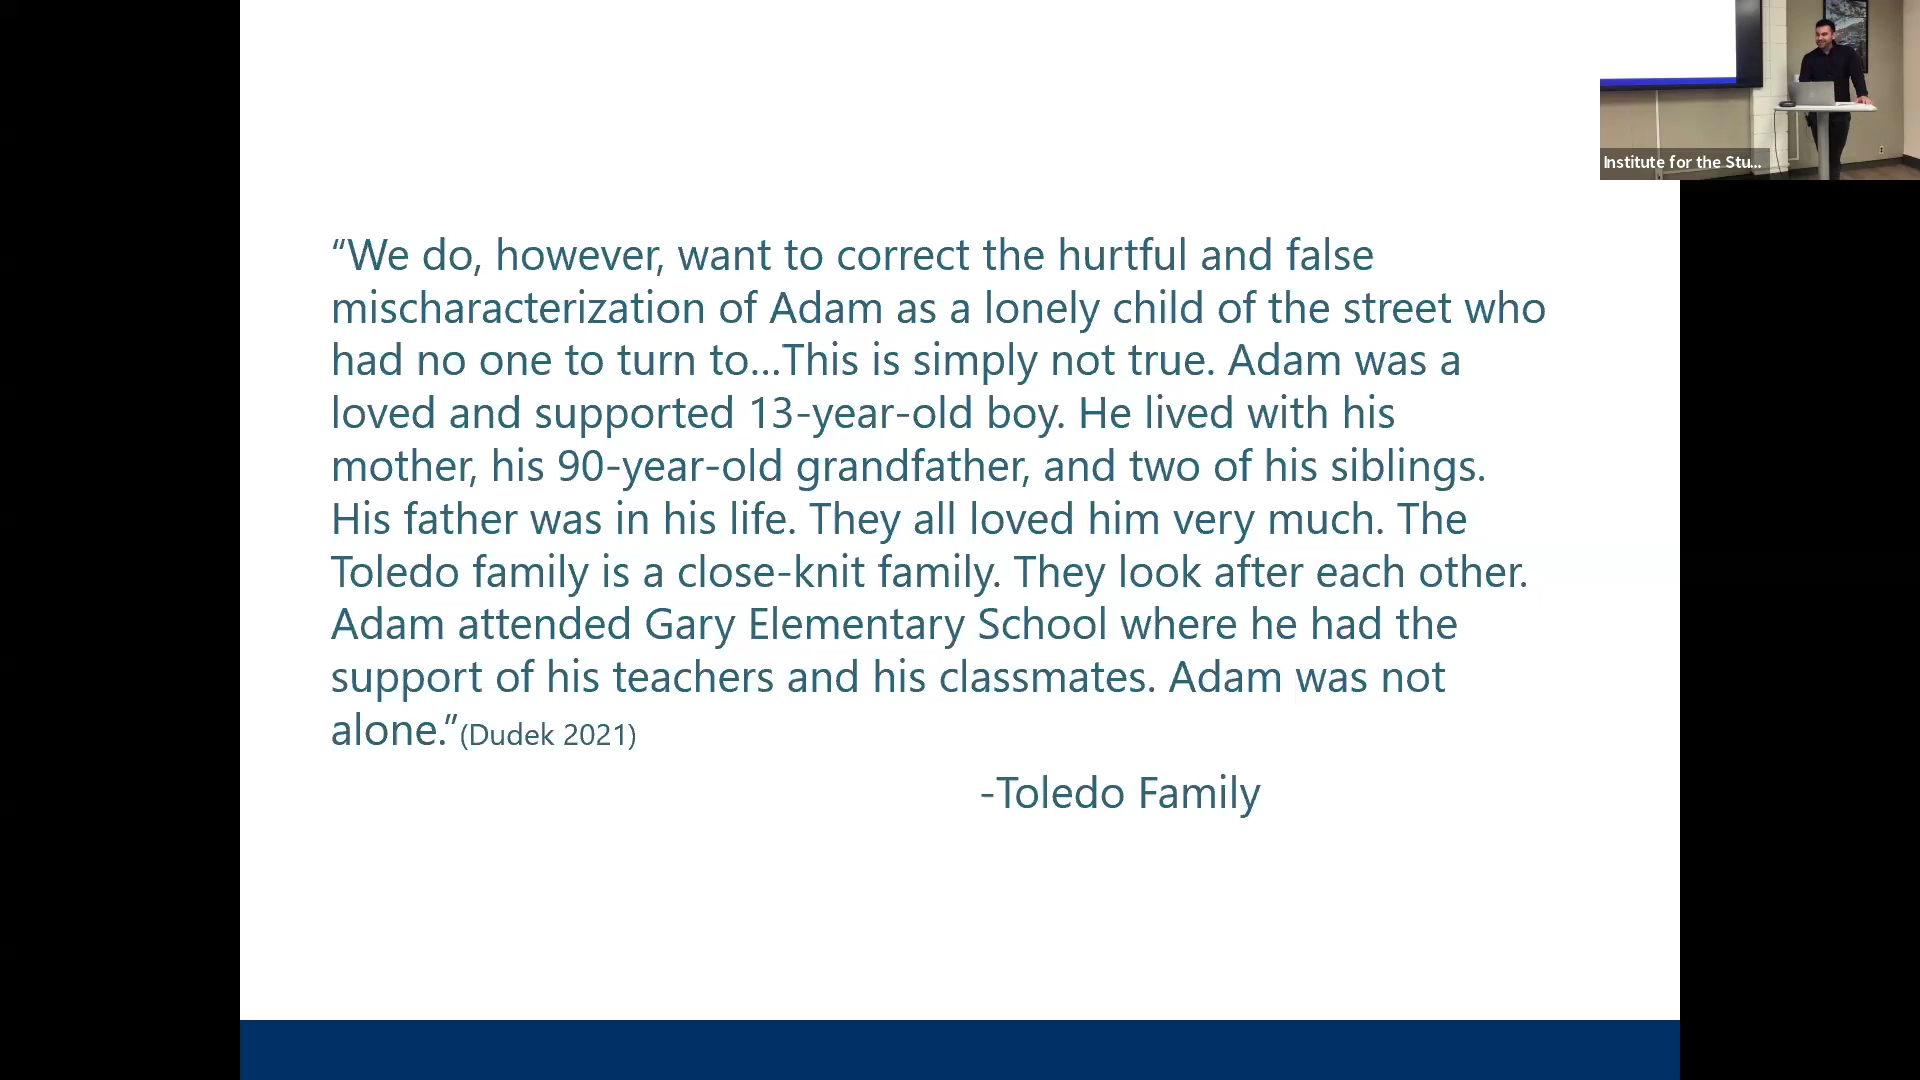 Institute for the Stu...
“We do, however, want to correct the hurtful and false
mischaracterization of Adam as a lonely child of the street who
had no one to turn to...This is simply not true. Adam was a
loved and supported 13-year-old boy. He lived with his
mother, his 90-year-old grandfather, and two of his siblings.
His father was in his life. They all loved him very much. The
Toledo family is a close-knit family. They look after each other.
Adam attended Gary Elementary School where he had the
support of his teachers and his classmates. Adam was not
alone.”(Dudek 2021)
-Toledo Family